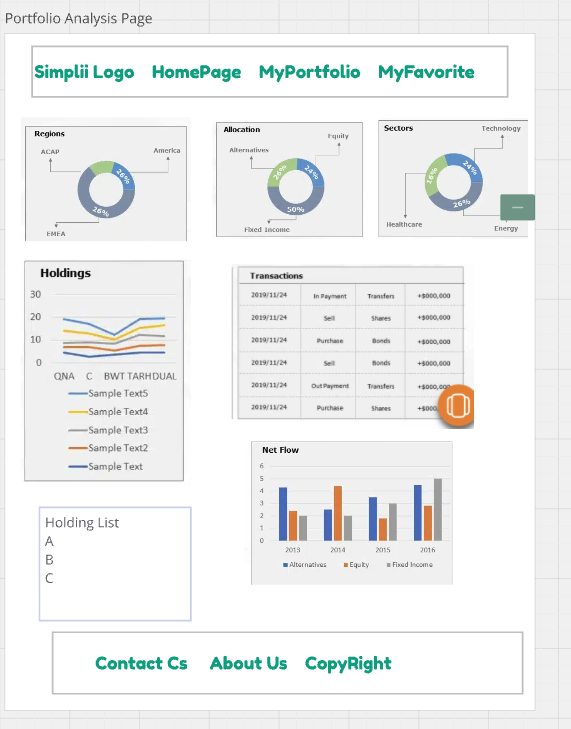 Portfolio Analysis Page
Simplii Logo HomePage MyPortfolio MyFavorite
Regions
ACAP
America
26%
26%
EMEA
Allocation
Equity
Alternatives
26%
24%
50%
Fixed Income
Sectors
Technology
24%
16%
26%
Healthcare
Energy
Holdings
30
20
10
0
QNA C BWT TARHDUAL
Sample Text5
Sample Text4
Sample Text3
Sample Text2
Sample Text
Transactions
2019/11/24 In Payment Transfers +$000,000
2019/11/24 Sell Shares +$000,000
2019/11/24 Purchase Bonds +$000,000
2019/11/24 Sell Bonds +$000,000
2019/11/24 Out Payment Transfers +$000,000
2019/11/24 Purchase Shares
Net Flow
6
5
4
3
2
1
0
2013 2014 2015 2016
Alternatives Equity Fixed Income
Holding List
A
B
C
Contact Cs About Us CopyRight